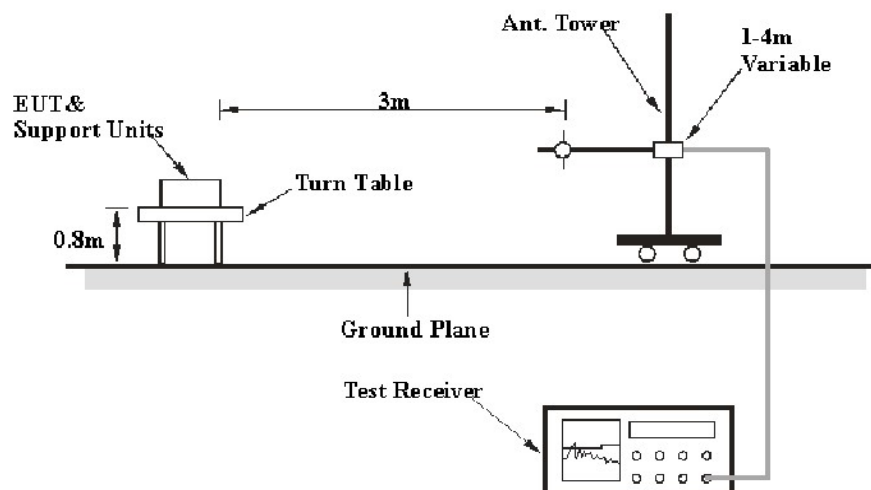 Ant. Tower
1-4m
Variable
3m
EUT&
Support Units
Turn Table
0.8m
Ground Plane
Test Receiver